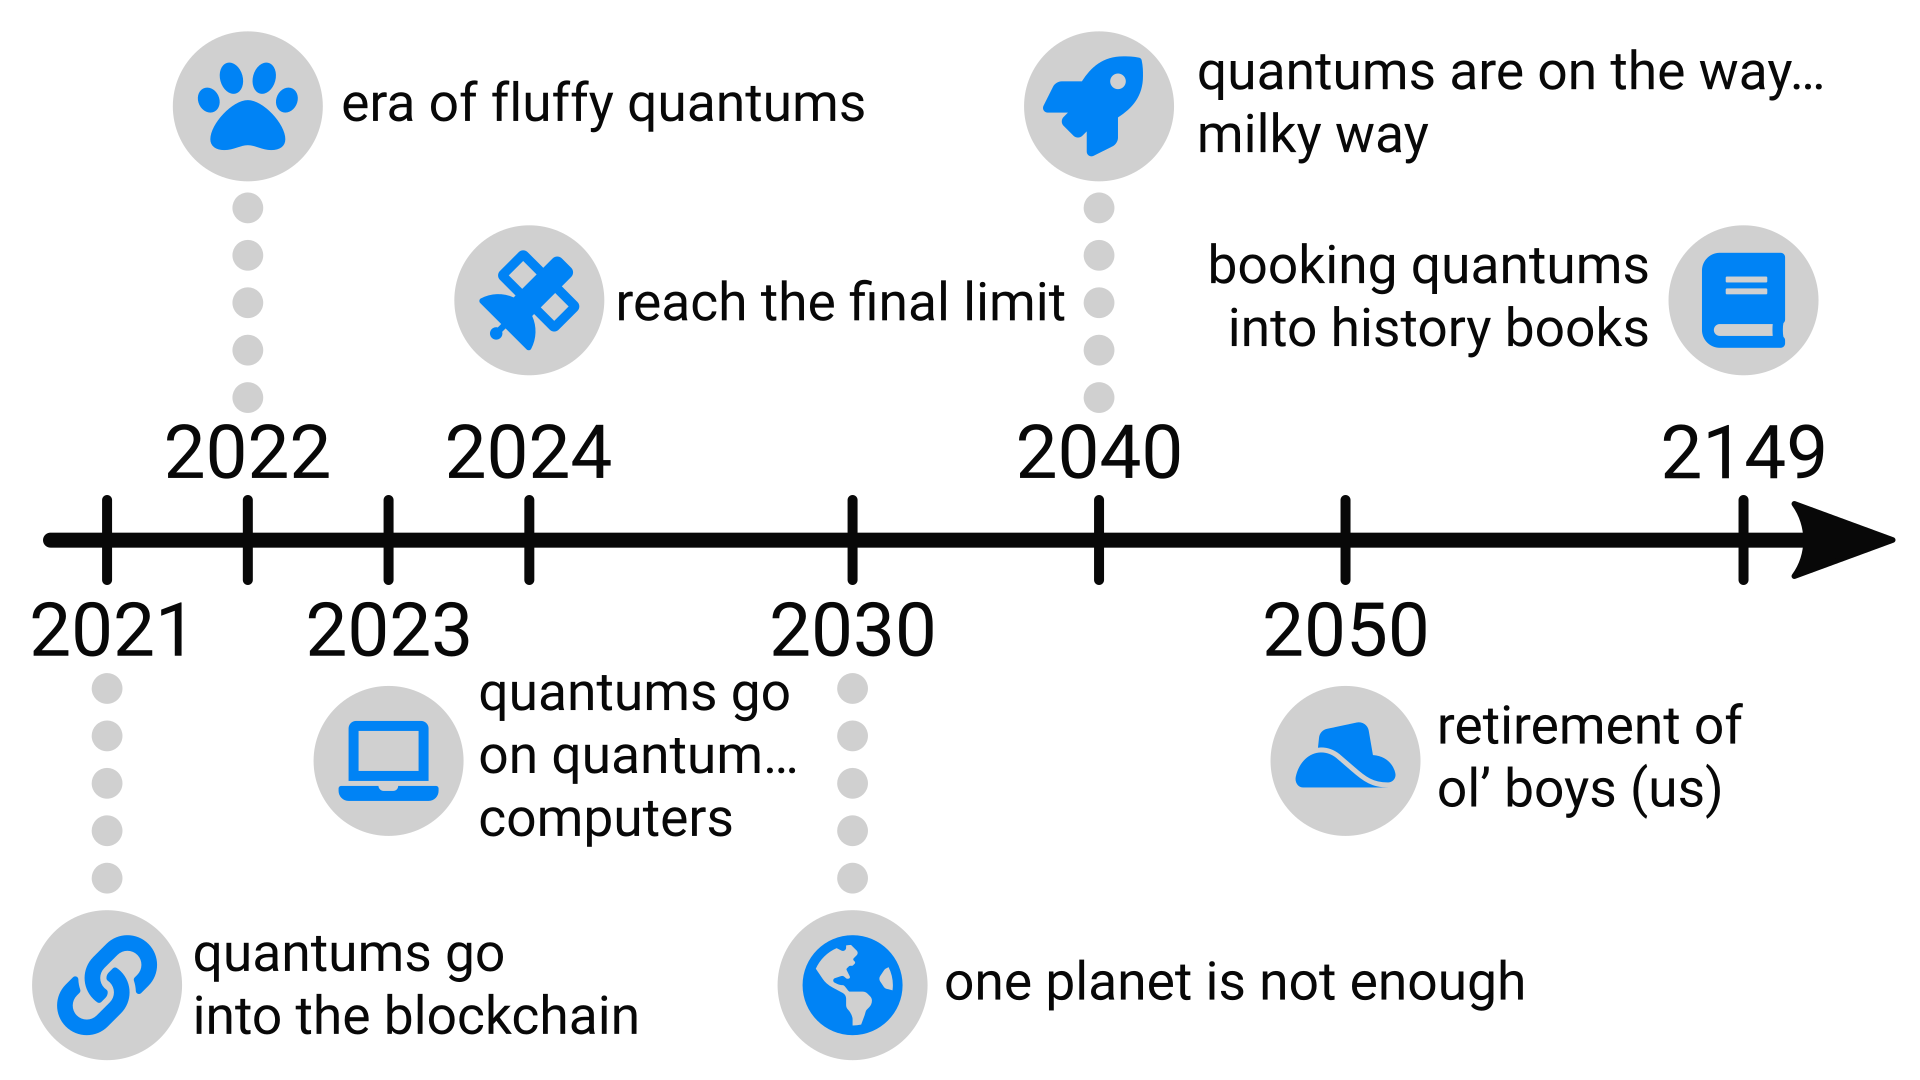 era of fluffy quantums
quantums are on the way...
milky way
reach the final limit
booking quantums
into history books
2022
2024
2040
2149
2021
2023
2030
2050
quantums go
on quantum...
computers
retirement of
ol’ boys (us)
quantums go
into the blockchain
one planet is not enough